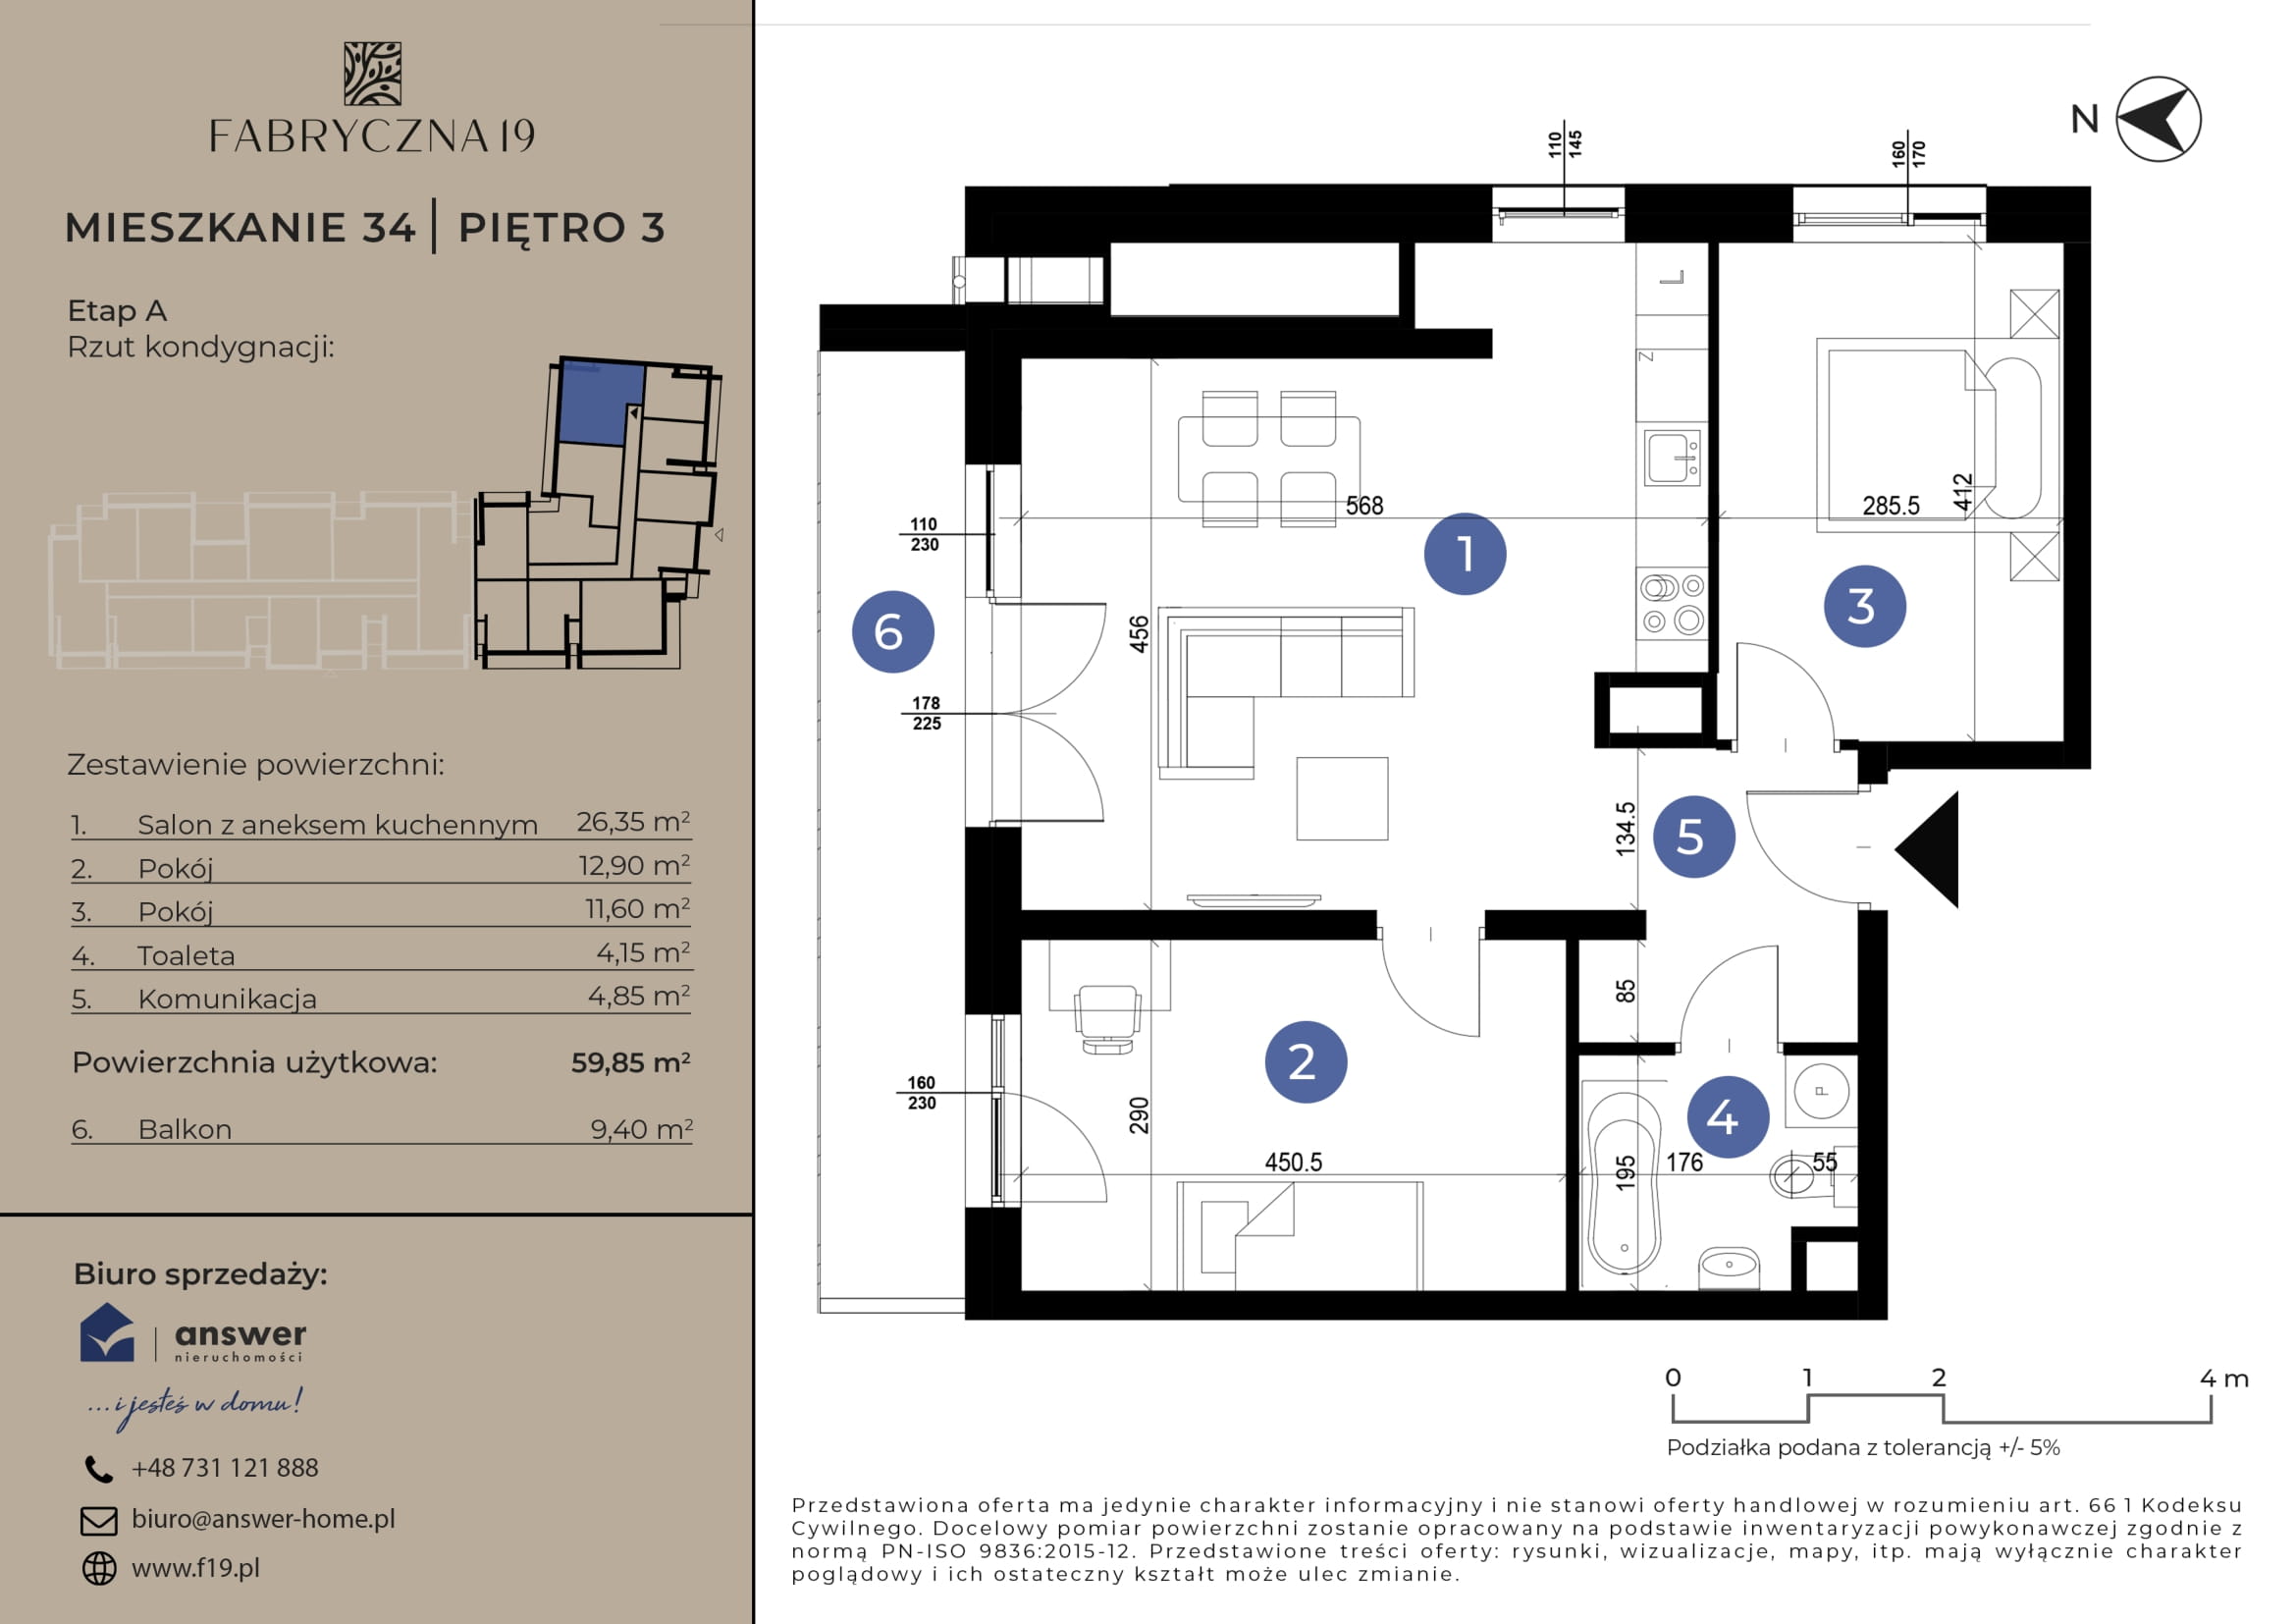 FABRYCZNA 19
MIESZKANIE 34 | PIĘTRO 3
Etap A
Rzut kondygnacji:
Zestawienie powierzchni:
1. Salon z aneksem kuchennym 26,35 m²
2. Pokój 12,90 m²
3. Pokój 11,60 m²
4. Toaleta 4,15 m²
5. Komunikacja 4,85 m²
Powierzchnia użytkowa: 59,85 m²
6. Balkon 9,40 m²
Biuro sprzedaży:
answer
nieruchomości
...i jesteś w domu!
+48 731 121 888
biuro@answer-home.pl
www.f19.pl
N
110
145
160
170
L
Z
568
285.5
412
110
230
1
3
6
456
178
225
134.5
5
85
2
160
230
290
4
P
450.5
195
176
55
0 1 2 4 m
Podziałka podana z tolerancją +/- 5%
Przedstawiona oferta ma jedynie charakter informacyjny i nie stanowi oferty handlowej w rozumieniu art. 66 1 Kodeksu
Cywilnego. Docelowy pomiar powierzchni zostanie opracowany na podstawie inwentaryzacji powykonawczej zgodnie z
normą PN-ISO 9836:2015-12. Przedstawione treści oferty: rysunki, wizualizacje, mapy, itp. mają wyłącznie charakter
poglądowy i ich ostateczny kształt może ulec zmianie.